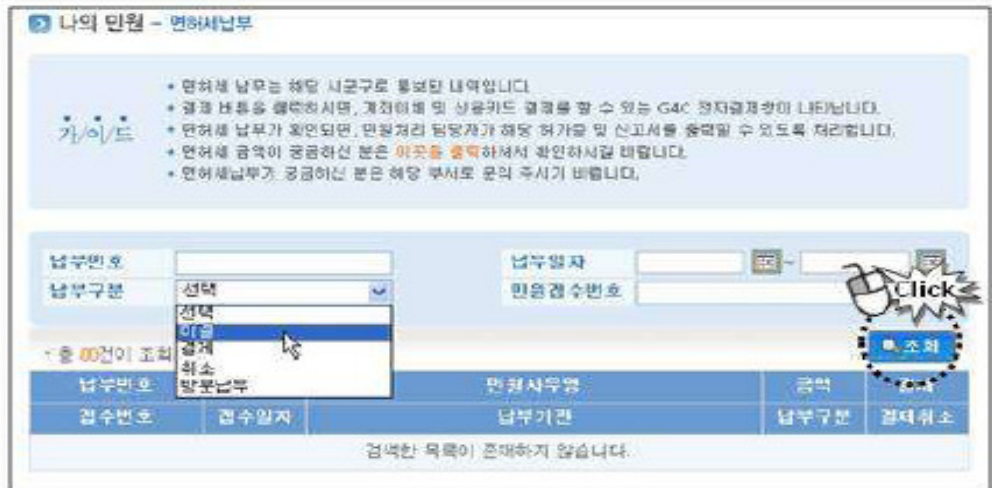 나의 민원 - 면허세납부
가/이/드
• 면허세 납부는 해당 시군구로 통보된 내역입니다
• 결제 버튼을 클릭하시면, 계좌이체 및 신용카드 결제를 할 수 있는 G4C 전자결제창이 나타납니다.
• 면허세 납부가 확인되면, 민원처리 담당자가 해당 허가증 및 신고서를 출력할 수 있도록 처리합니다.
• 면허세 금액이 궁금하신 분은 이곳을 클릭하셔서 확인하시길 바랍니다.
• 면허세납부가 궁금하신 분은 해당 부서로 문의 주시기 바랍니다.
납부번호 납부일자 ~
납부구분 선택 민원접수번호
Click
선택
미물
결제
취소
방문납부
총 00건이 조회
조회
납부번호 민원사무명 금액
접수번호 접수일자 납부기관 납부구분 결제취소
검색한 목록이 존재하지 않습니다.